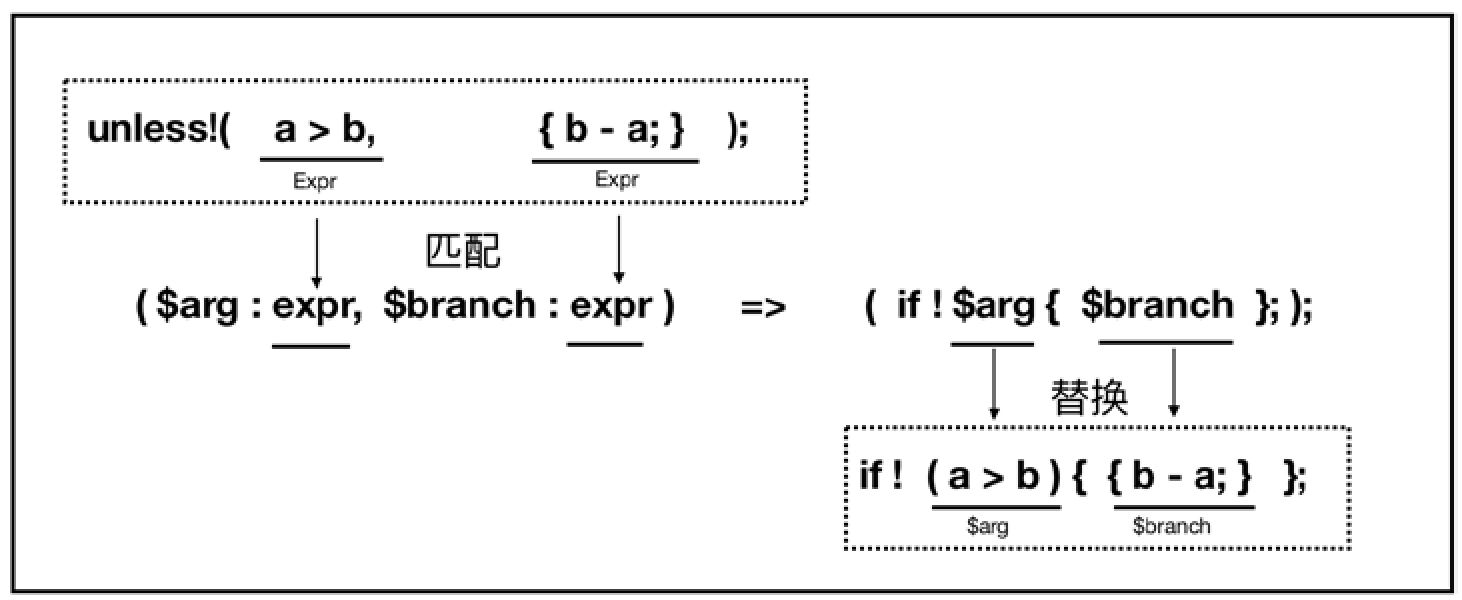 unless!( a > b, { b - a; } );
Expr Expr
匹配
( $arg : expr, $branch : expr ) => ( if ! $arg { $branch }; );
替换
if ! ( a > b ) { { b - a; } };
$arg $branch